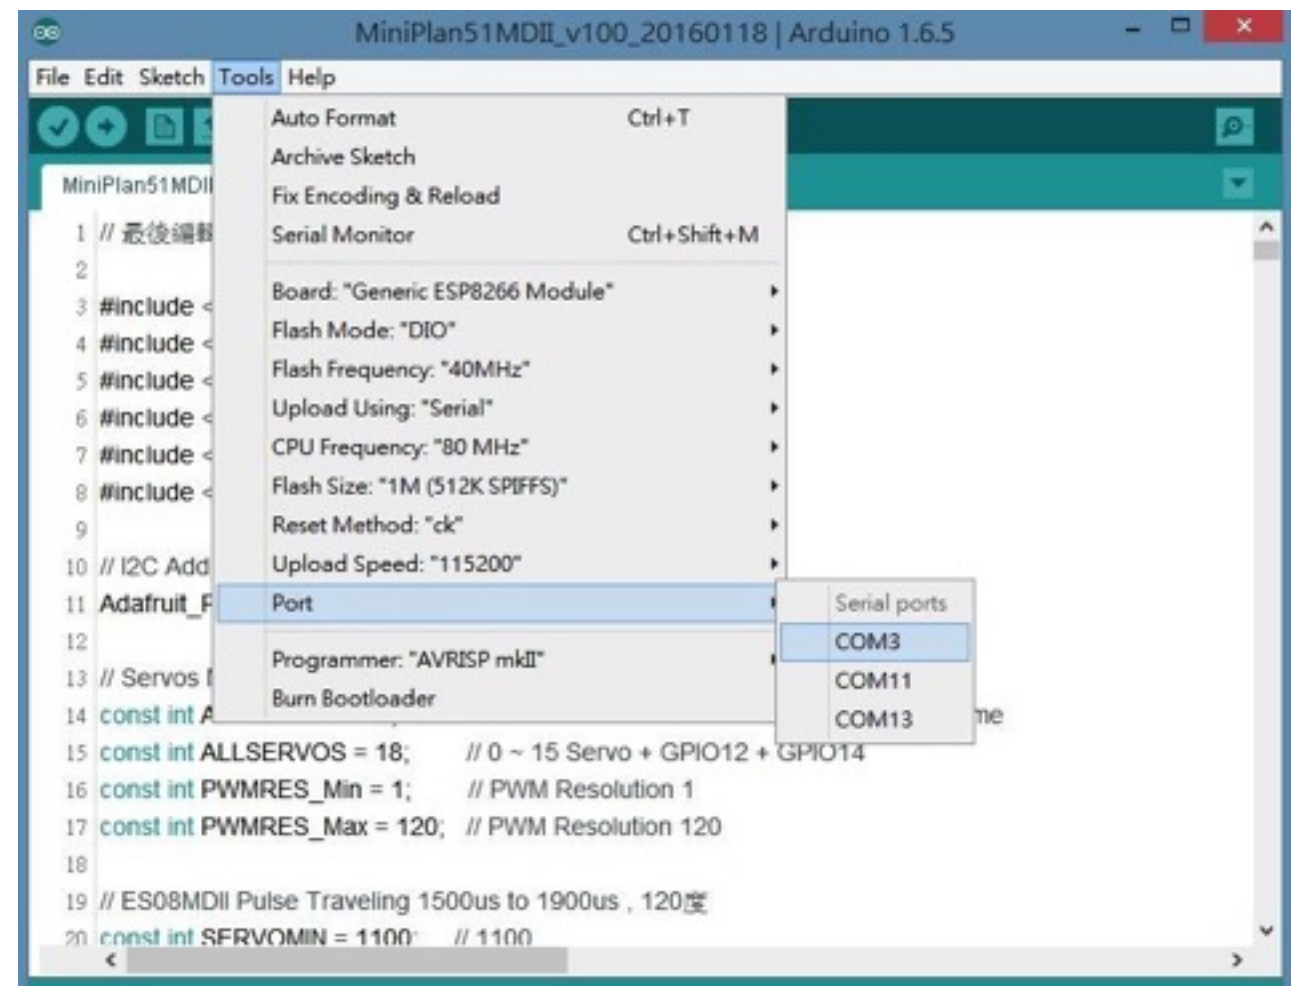 MiniPlan51MDII_v100_20160118 | Arduino 1.6.5
File Edit Sketch Tools Help
Auto Format Ctrl+T
Archive Sketch
MiniPlan51MDII
Fix Encoding & Reload
Serial Monitor Ctrl+Shift+M
1 // 最後編輯
2
3 #include <
Board: "Generic ESP8266 Module"
4 #include <
Flash Mode: "DIO"
5 #include <
Flash Frequency: "40MHz"
6 #include <
Upload Using: "Serial"
7 #include <
CPU Frequency: "80 MHz"
8 #include <
Flash Size: "1M (512K SPIFFS)"
9
Reset Method: "ck"
10 // I2C Add
Upload Speed: "115200"
11 Adafruit_P
Port
Serial ports
COM3
COM11
COM13
12
Programmer: "AVRISP mkII"
13 // Servos
Burn Bootloader
14 const int A me
15 const int ALLSERVOS = 18; // 0 ~ 15 Servo + GPIO12 + GPIO14
16 const int PWMRES_Min = 1; // PWM Resolution 1
17 const int PWMRES_Max = 120; // PWM Resolution 120
18
19 // ES08MDII Pulse Traveling 1500us to 1900us , 120度
20 const int SERVOMIN = 1100; // 1100